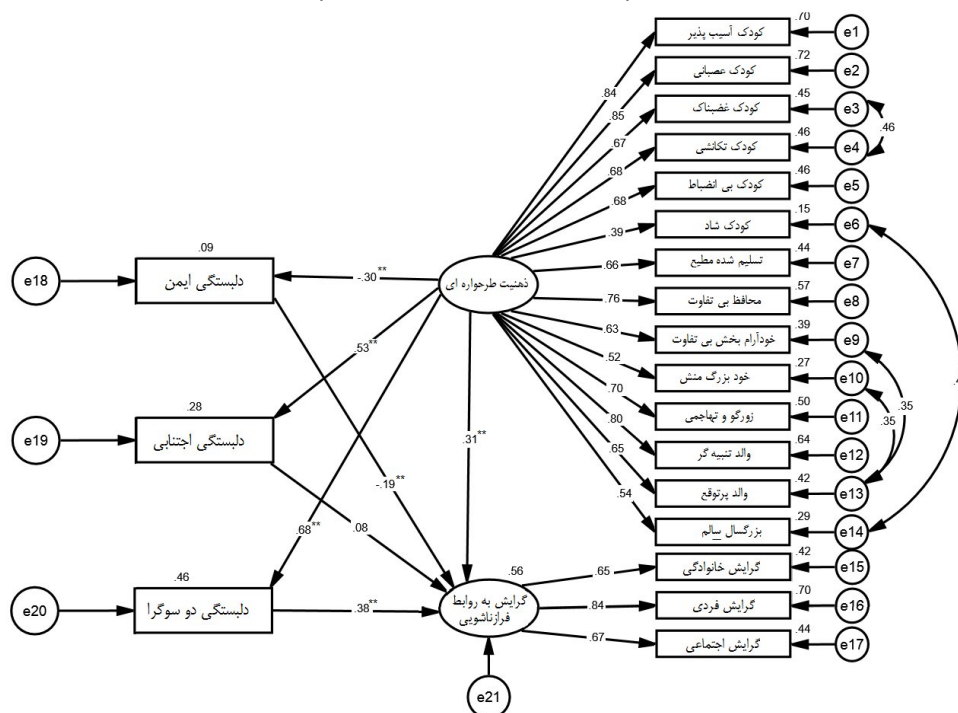 .70
کودک آسیب پذیر
e1
.72
کودک عصبانی
e2
.45
کودک غضبناک
e3
.46
کودک تکانشی
e4
.46
.46
کودک بی انضباط
e5
.15
کودک شاد
e6
.44
تسلیم شده مطیع
e7
.57
محافظ بی تفاوت
e8
.39
خودآرام بخش بی تفاوت
e9
.27
خود بزرگ منش
e10
.50
زورگو و تهاجمی
e11
.64
والد تنبیه گر
e12
.42
والد پرتوقع
e13
.29
بزرگسال سالم
e14
.35
.35
.84
.85
.67
.68
.68
.39
.66
.76
.63
.52
.70
.80
.65
.54
ذهنیت طرحواره ای
.09
دلبستگی ایمن
e18
-.30**
.53**
.28
دلبستگی اجتنابی
e19
.31**
-.19**
.68**
.08
.46
دلبستگی دو سوگرا
e20
.38**
.56
گرایش به روابط
فرازناشویی
e21
.65
.84
.67
.42
گرایش خانوادگی
e15
.70
گرایش فردی
e16
.44
گرایش اجتماعی
e17